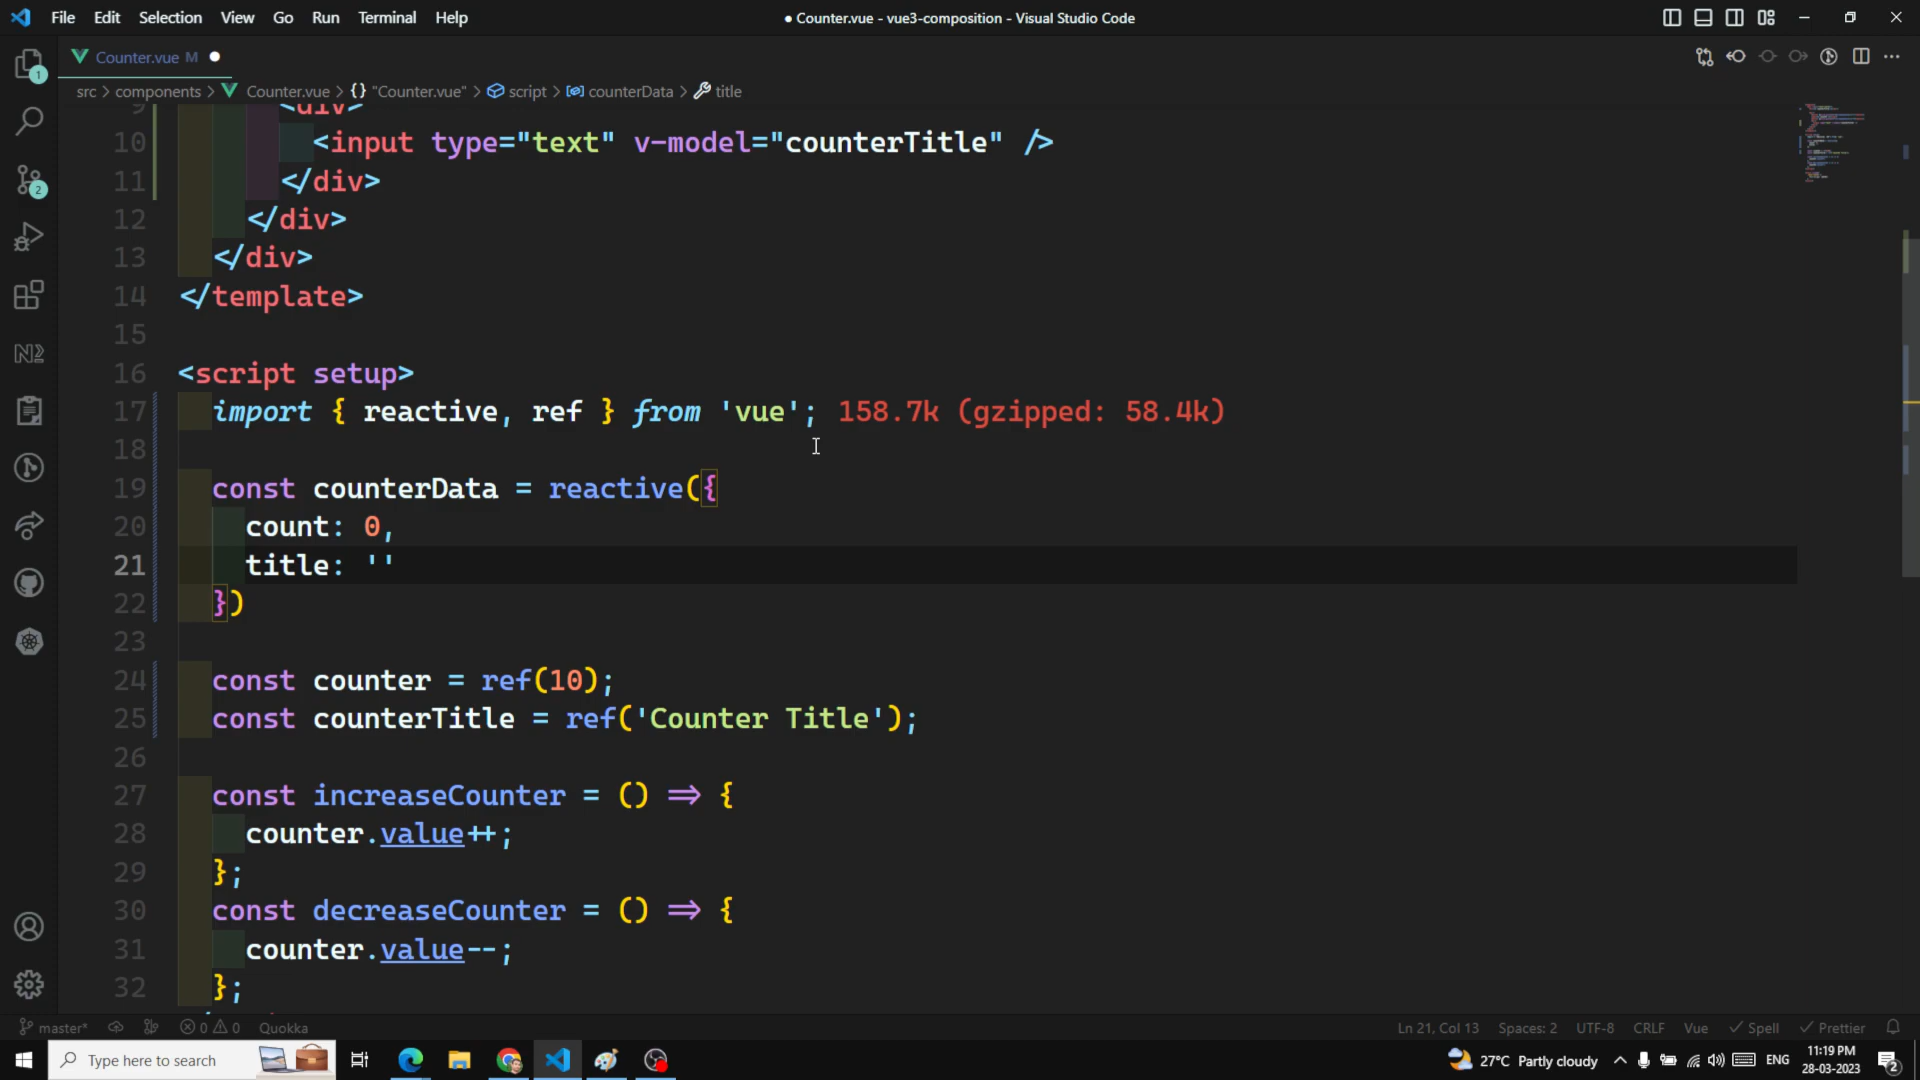 File Edit Selection View Go Run Terminal Help
● Counter.vue - vue3-composition - Visual Studio Code
Counter.vue M ●
src > components > Counter.vue > {} "Counter.vue" > script > counterData > title
9 <div>
10 <input type="text" v-model="counterTitle" />
11 </div>
12 </div>
13 </div>
14 </template>
15
16 <script setup>
17 import { reactive, ref } from 'vue'; 158.7k (gzipped: 58.4k)
18
19 const counterData = reactive({
20 count: 0,
21 title: ''
22 })
23
24 const counter = ref(10);
25 const counterTitle = ref('Counter Title');
26
27 const increaseCounter = () => {
28 counter.value++;
29 };
30 const decreaseCounter = () => {
31 counter.value--;
32 };
1
2
master* 0 0 Quokka
Ln 21, Col 13 Spaces: 2 UTF-8 CRLF Vue Spell Prettier
Type here to search
27°C Partly cloudy ENG
11:19 PM
28-03-2023
2